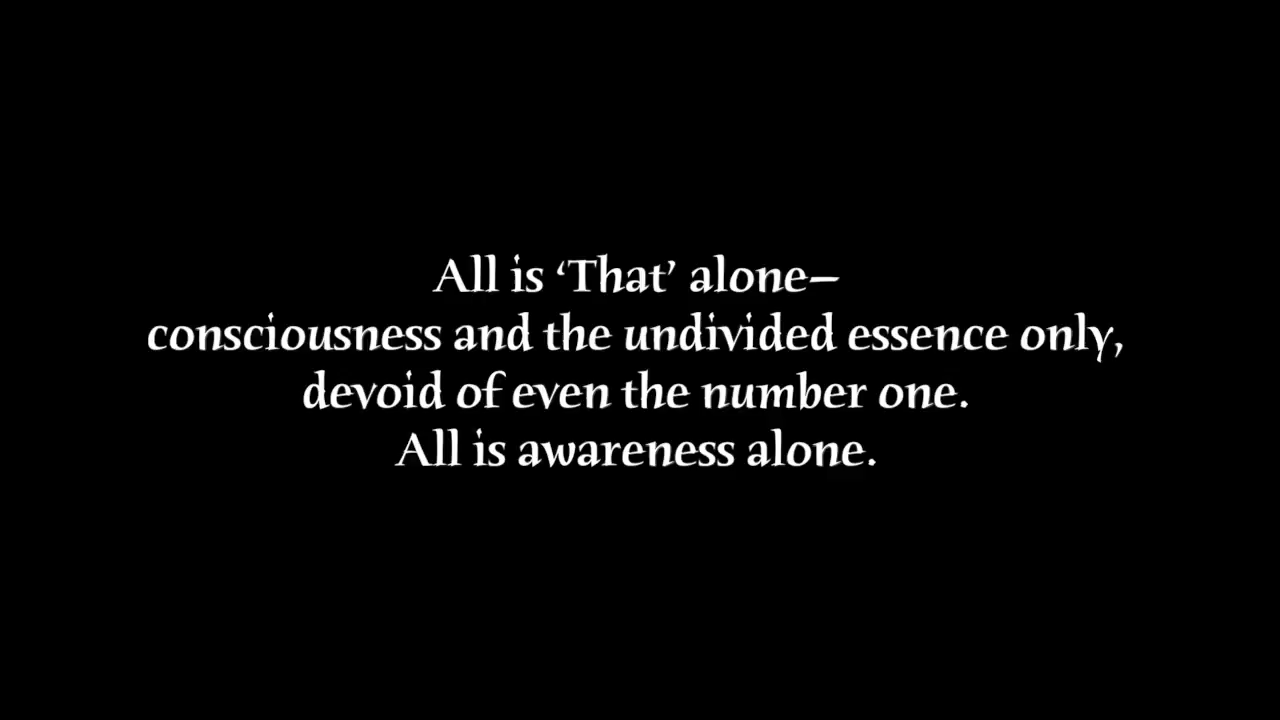 All is ‘That’ alone—
consciousness and the undivided essence only,
devoid of even the number one.
All is awareness alone.